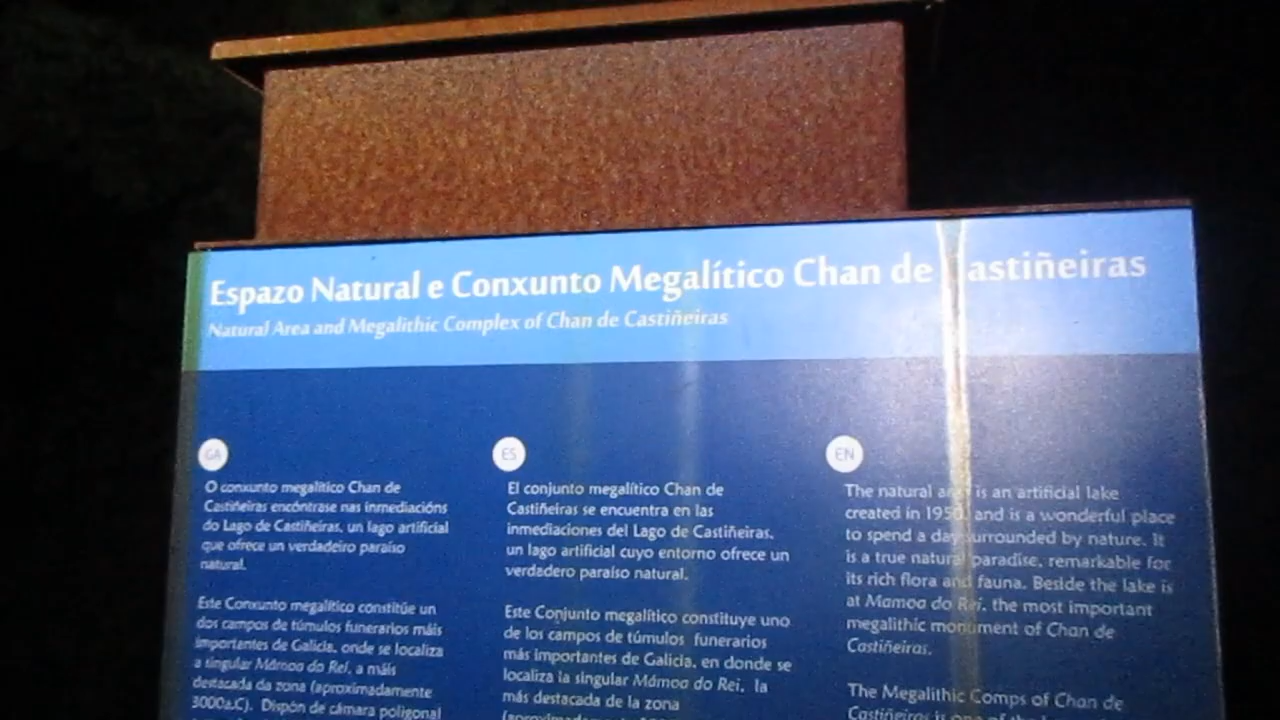 Espazo Natural e Conxunto Megalítico Chan de astiñeiras
Natural Area and Megalithic Complex of Chan de Castiñeiras
GA
O conxunto megalítico Chan de
Castiñeiras encóntrase nas inmediacións
do Lago de Castiñeiras, un lago artificial
que ofrece un verdadeiro paraíso
natural.
Este Conxunto megalítico constitúe un
dos campos de túmulos funerarios máis
importantes de Galicia, onde se localiza
a singular Mámoa do Rei, a máis
destacada da zona (aproximadamente
3000a.C). Dispón de cámara poligonal
ES
El conjunto megalítico Chan de
Castiñeiras se encuentra en las
inmediaciones del Lago de Castiñeiras,
un lago artificial cuyo entorno ofrece un
verdadero paraíso natural.
Este Conjunto megalítico constituye uno
de los campos de túmulos funerarios
más importantes de Galicia, en donde se
localiza la singular Mámoa do Rei, la
más destacada de la zona
EN
The natural area is an artificial lake
created in 1950, and is a wonderful place
to spend a day surrounded by nature. It
is a true natural paradise, remarkable for
its rich flora and fauna. Beside the lake is
at Mamoa do Rei, the most important
megalithic monument of Chan de
Castiñeiras.
The Megalithic Comps of Chan de
Castiñeiras is one of the